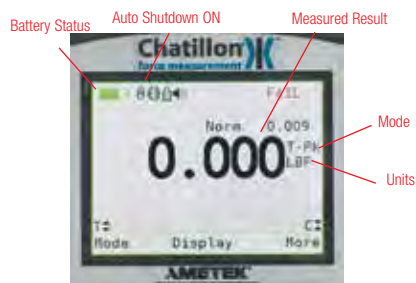 Battery Status
Auto Shutdown ON
Measured Result
Chatillon
force measurement
FAIL
Norm 0.009
0.000
T-Pk
LBF
Mode
Units
T
C
Mode Display More
AMETEK